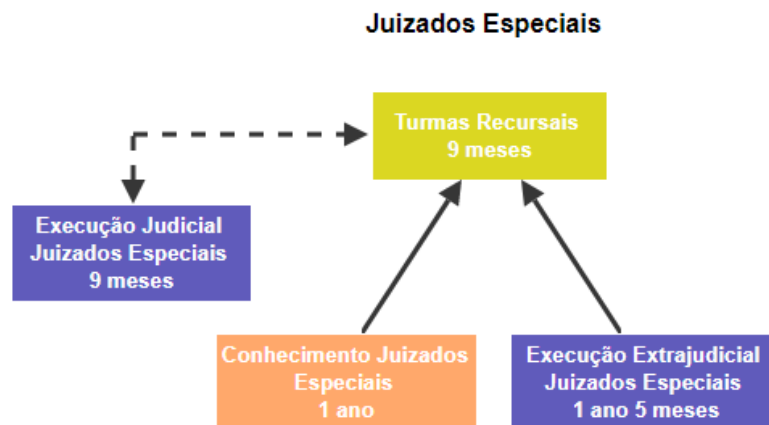 Juizados Especiais
Turmas Recursais
9 meses
Execução Judicial
Juizados Especiais
9 meses
Conhecimento Juizados
Especiais
1 ano
Execução Extrajudicial
Juizados Especiais
1 ano 5 meses